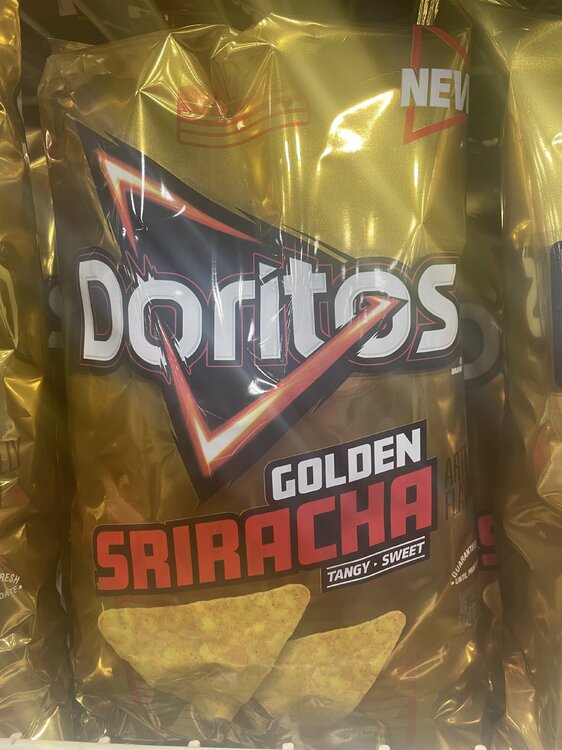 NEW
Doritos
GOLDEN
SRIRACHA
TANGY · SWEET